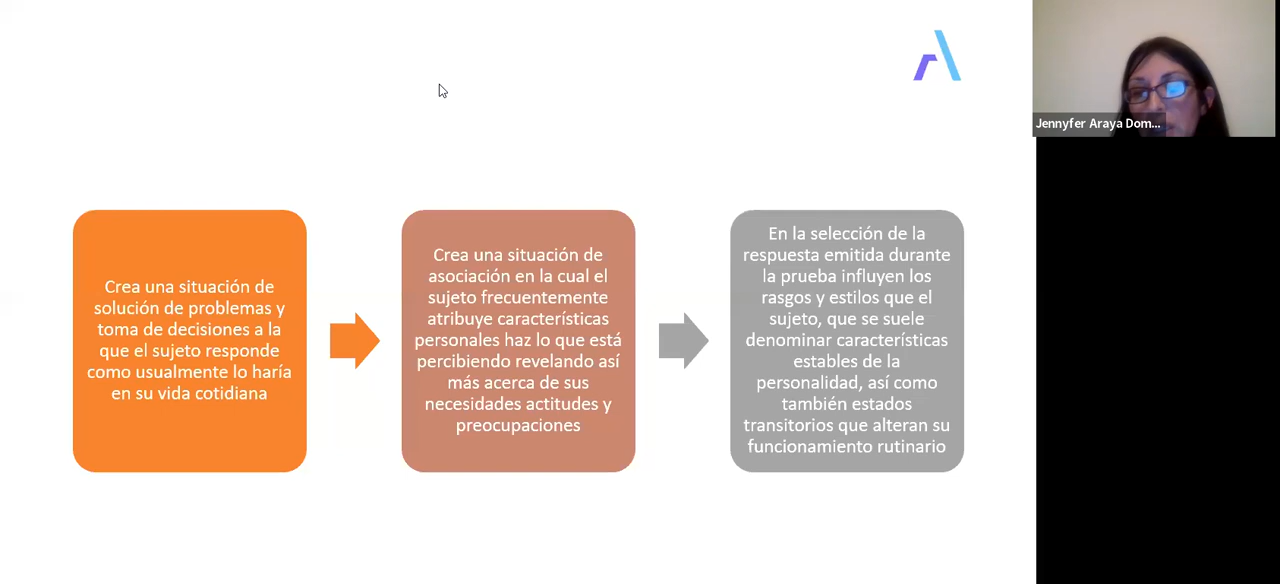 Jennyfer Araya Dom...
Crea una situación de
solución de problemas y
toma de decisiones a la
que el sujeto responde
como usualmente lo haría
en su vida cotidiana
Crea una situación de
asociación en la cual el
sujeto frecuentemente
atribuye características
personales haz lo que está
percibiendo revelando así
más acerca de sus
necesidades actitudes y
preocupaciones
En la selección de la
respuesta emitida durante
la prueba influyen los
rasgos y estilos que el
sujeto, que se suele
denominar características
estables de la
personalidad, así como
también estados
transitorios que alteran su
funcionamiento rutinario